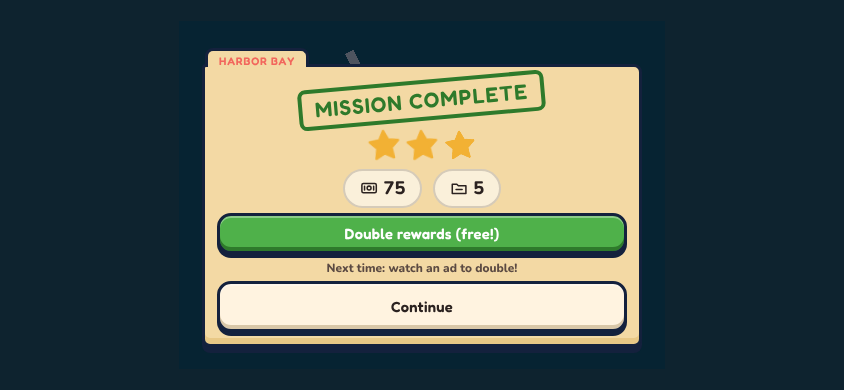 HARBOR BAY
MISSION COMPLETE
75
5
Double rewards (free!)
Next time: watch an ad to double!
Continue